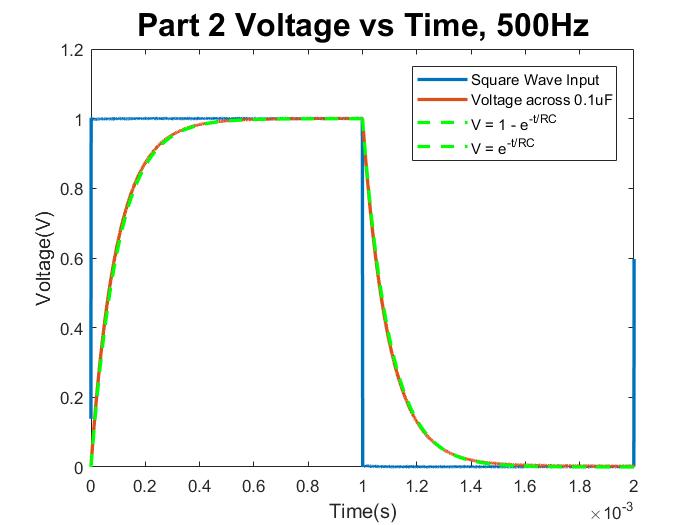 Part 2 Voltage vs Time, 500Hz
1.2
1
0.8
0.6
0.4
0.2
0
Voltage(V)
Square Wave Input
Voltage across 0.1uF
V = 1 - e^-t/RC
V = e^-t/RC
0 0.2 0.4 0.6 0.8 1 1.2 1.4 1.6 1.8 2
Time(s)
×10^-3